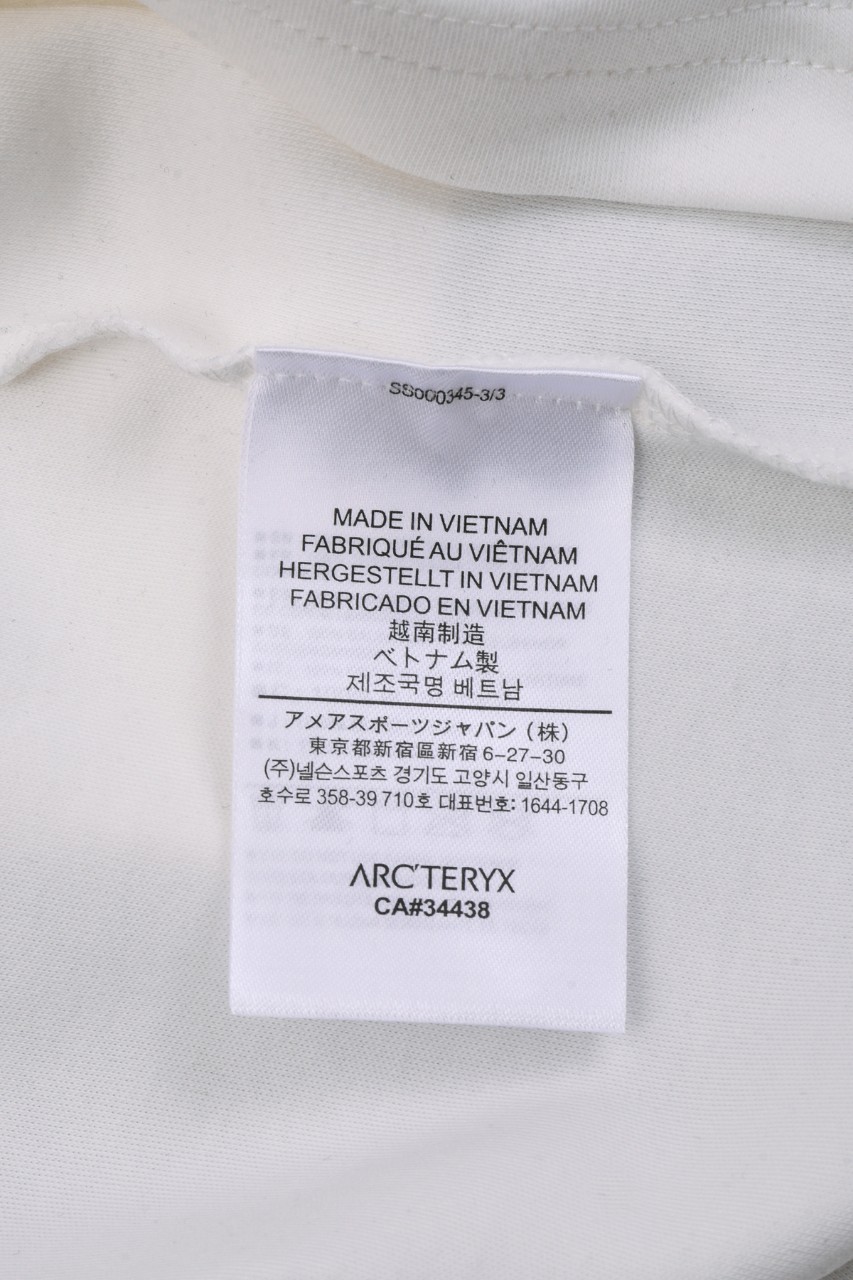 SS000345-3/3
MADE IN VIETNAM
FABRIQUÉ AU VIÊTNAM
HERGESTELLT IN VIETNAM
FABRICADO EN VIETNAM
越南制造
ベトナム製
제조국명 베트남
アメアスポーツジャパン（株）
東京都新宿區新宿 6-27-30
(주)넬슨스포츠 경기도 고양시 일산동구
호수로 358-39 710호 대표번호: 1644-1708
ARC'TERYX
CA#34438